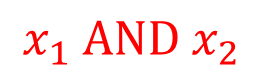 x₁ AND x₂